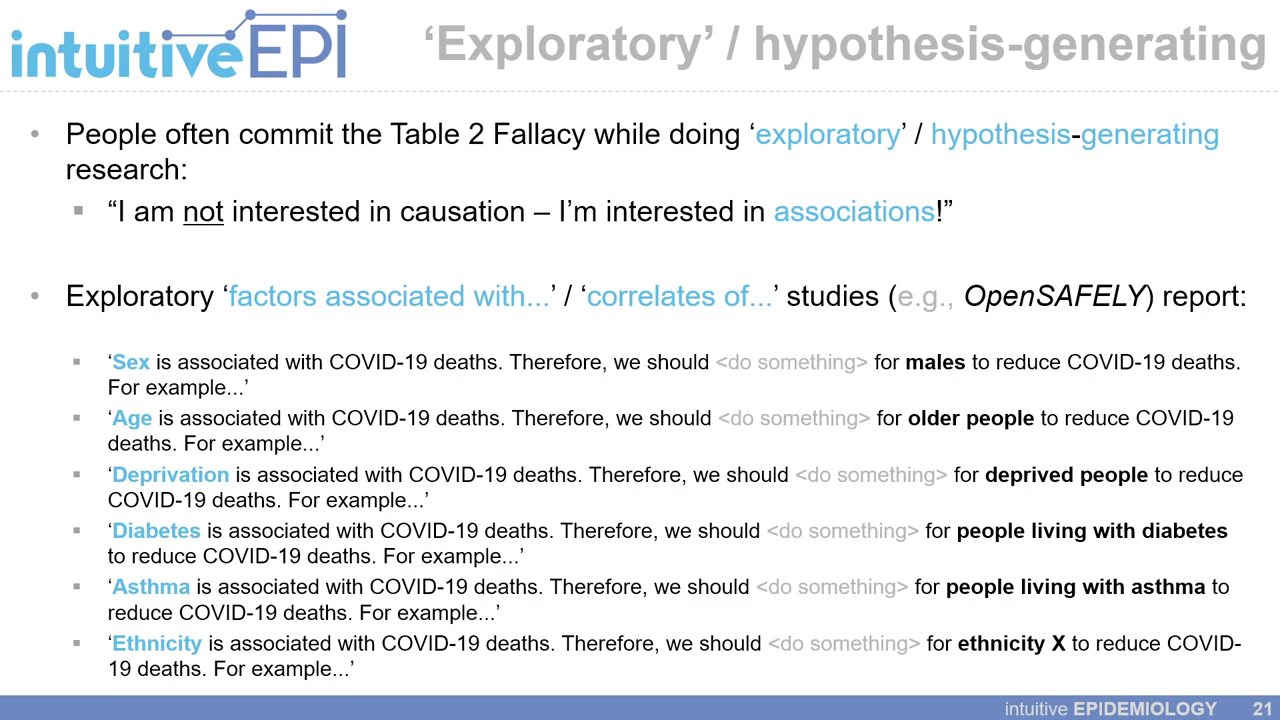 intuitiveEPI
‘Exploratory’ / hypothesis-generating
• People often commit the Table 2 Fallacy while doing ‘exploratory’ / hypothesis-generating
research:
▪ “I am not interested in causation – I’m interested in associations!”
• Exploratory ‘factors associated with...’ / ‘correlates of...’ studies (e.g., OpenSAFELY) report:
▪ ‘Sex is associated with COVID-19 deaths. Therefore, we should <do something> for males to reduce COVID-19 deaths.
For example...’
▪ ‘Age is associated with COVID-19 deaths. Therefore, we should <do something> for older people to reduce COVID-19
deaths. For example...’
▪ ‘Deprivation is associated with COVID-19 deaths. Therefore, we should <do something> for deprived people to reduce
COVID-19 deaths. For example...’
▪ ‘Diabetes is associated with COVID-19 deaths. Therefore, we should <do something> for people living with diabetes
to reduce COVID-19 deaths. For example...’
▪ ‘Asthma is associated with COVID-19 deaths. Therefore, we should <do something> for people living with asthma to
reduce COVID-19 deaths. For example...’
▪ ‘Ethnicity is associated with COVID-19 deaths. Therefore, we should <do something> for ethnicity X to reduce COVID-
19 deaths. For example...’
intuitive EPIDEMIOLOGY 21